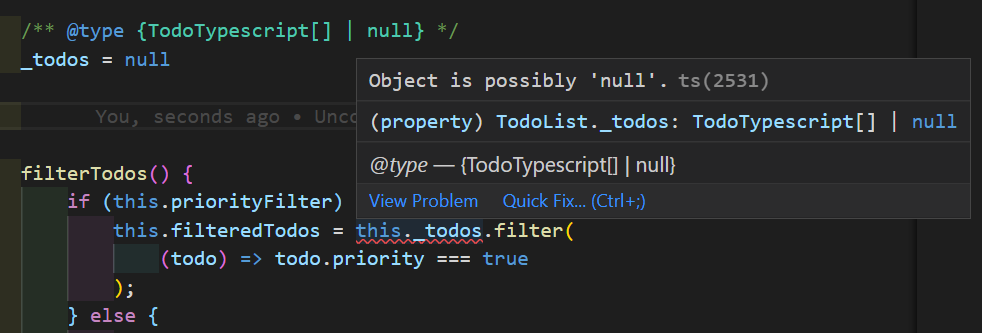 /** @type {TodoTypescript[] | null} */
_todos = null
Object is possibly 'null'. ts(2531)
(property) TodoList._todos: TodoTypescript[] | null
You, seconds ago • Unco
@type — {TodoTypescript[] | null}
filterTodos() {
View Problem Quick Fix... (Ctrl+;)
if (this.priorityFilter)
this.filteredTodos = this._todos.filter(
(todo) => todo.priority === true
);
} else {